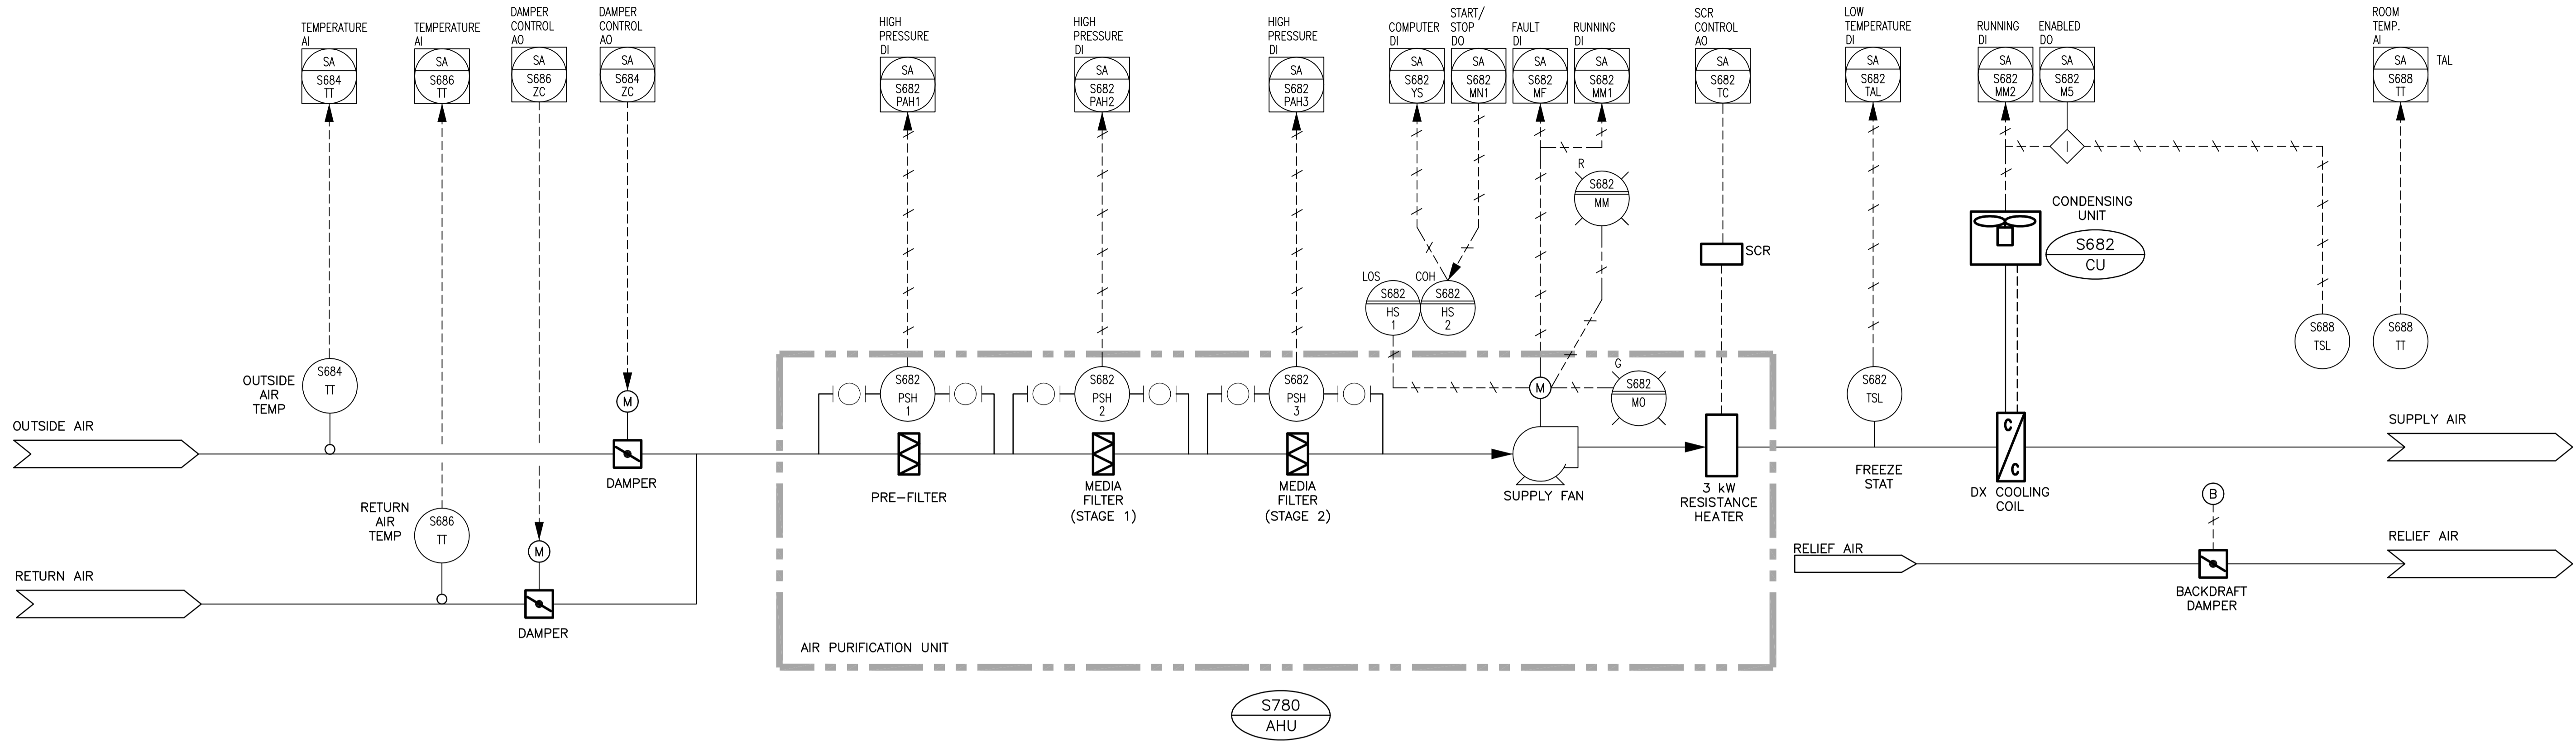 TEMPERATURE
AI
SA
S684
TT
TEMPERATURE
AI
SA
S686
TT
DAMPER
CONTROL
AO
SA
S686
ZC
DAMPER
CONTROL
AO
SA
S684
ZC
HIGH
PRESSURE
DI
SA
S682
PAH1
HIGH
PRESSURE
DI
SA
S682
PAH2
HIGH
PRESSURE
DI
SA
S682
PAH3
COMPUTER
DI
SA
S682
YS
START/
STOP
DO
SA
S682
MN1
FAULT
DI
SA
S682
MF
RUNNING
DI
SA
S682
MM1
SCR
CONTROL
AO
SA
S682
TC
LOW
TEMPERATURE
DI
SA
S682
TAL
RUNNING
DI
SA
S682
MM2
ENABLED
DO
SA
S682
M5
ROOM
TEMP.
AI
SA
S688
TT
TAL
I
R
S682
MM
SCR
CONDENSING
UNIT
S682
CU
LOS
S682
HS
1
COH
S682
HS
2
S688
TSL
S688
TT
OUTSIDE
AIR
TEMP
S684
TT
M
S682
PSH
1
S682
PSH
2
S682
PSH
3
M
G
S682
MO
S682
TSL
OUTSIDE AIR
DAMPER
PRE-FILTER
MEDIA
FILTER
(STAGE 1)
MEDIA
FILTER
(STAGE 2)
SUPPLY FAN
3 kW
RESISTANCE
HEATER
FREEZE
STAT
C
C
DX COOLING
COIL
SUPPLY AIR
RETURN
AIR
TEMP
S686
TT
M
B
RELIEF AIR
BACKDRAFT
DAMPER
RELIEF AIR
RETURN AIR
DAMPER
AIR PURIFICATION UNIT
S780
AHU